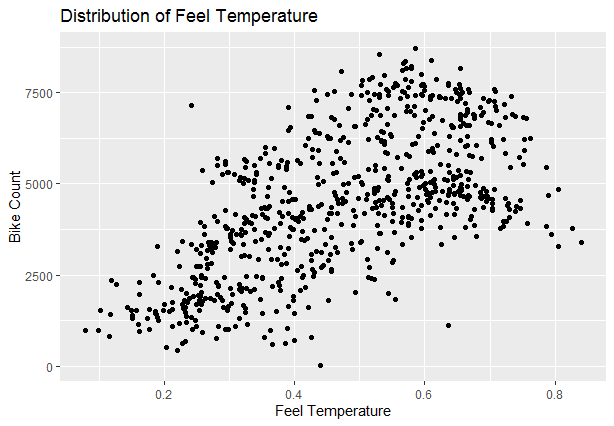 Distribution of Feel Temperature
Bike Count
7500
5000
2500
0
0.2 0.4 0.6 0.8
Feel Temperature